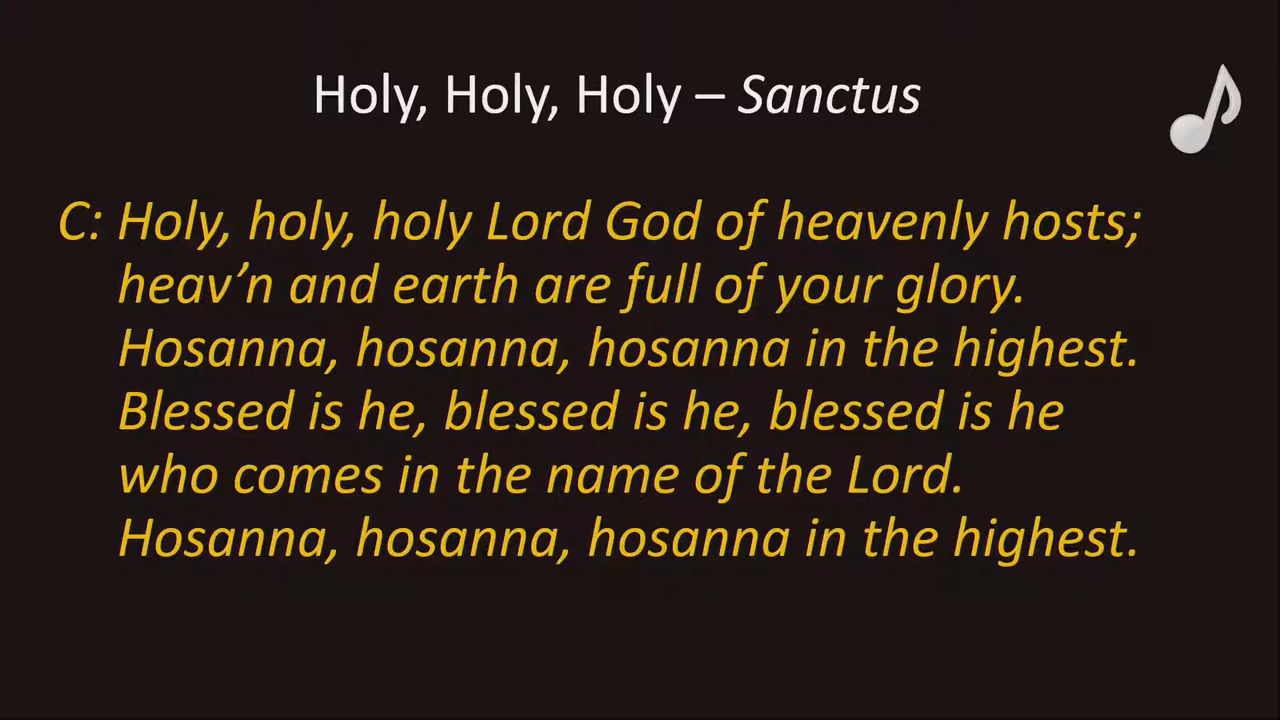 Holy, Holy, Holy – Sanctus
C: Holy, holy, holy Lord God of heavenly hosts;
heav’n and earth are full of your glory.
Hosanna, hosanna, hosanna in the highest.
Blessed is he, blessed is he, blessed is he
who comes in the name of the Lord.
Hosanna, hosanna, hosanna in the highest.